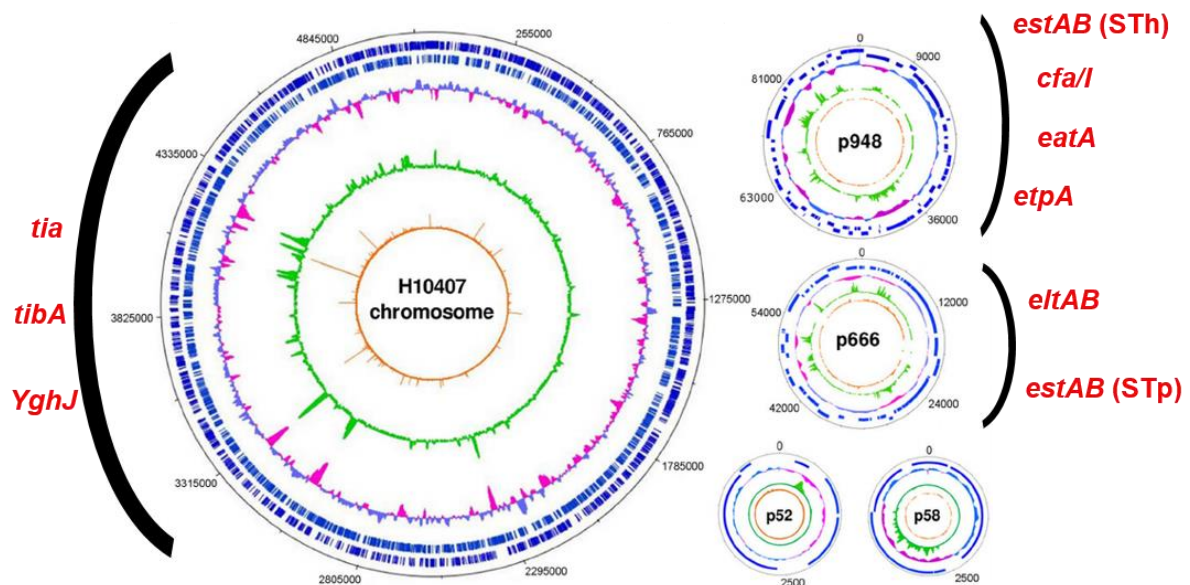 tia
tibA
YghJ
4845000
255000
4335000
765000
H10407
chromosome
3825000
1275000
3315000
1785000
2805000
2295000
0
81000
9000
p948
63000
36000
estAB (STh)
cfa/I
eatA
etpA
0
54000
12000
p666
42000
24000
eltAB
estAB (STp)
0
p52
2500
0
p58
2500